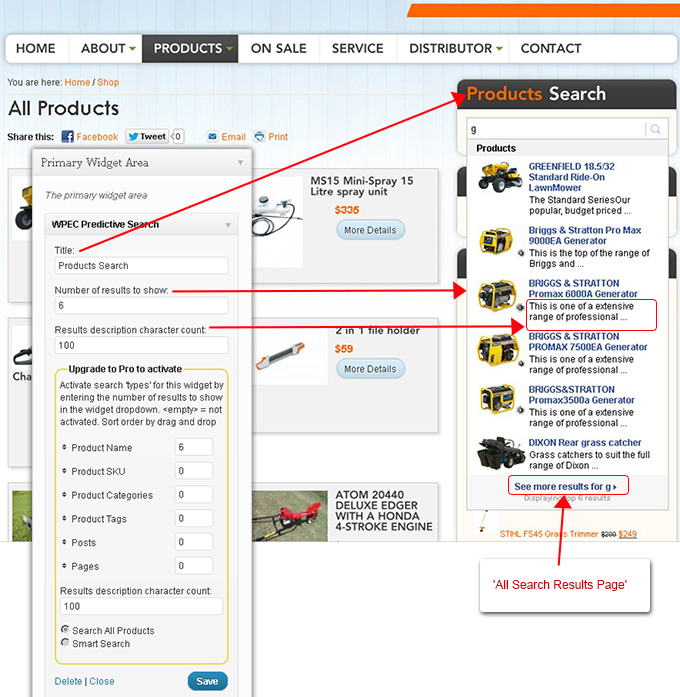 HOME ABOUT PRODUCTS ON SALE SERVICE DISTRIBUTOR CONTACT
You are here: Home / Shop
All Products
Share this: Facebook Tweet 0 Email Print
Primary Widget Area
The primary widget area
WPEC Predictive Search
Title:
Products Search
Number of results to show:
6
Results description character count:
100
Upgrade to Pro to activate
Activate search 'types' for this widget by
entering the number of results to show
in the widget dropdown. <empty> = not
activated. Sort order by drag and drop
Product Name 6
Product SKU 0
Product Categories 0
Product Tags 0
Posts 0
Pages 0
Results description character count:
100
Search All Products
Smart Search
Delete | Close Save
MS15 Mini-Spray 15
Litre spray unit
$335
More Details
2 in 1 file holder
$59
More Details
Cha
ATOM 20440
DELUXE EDGER
WITH A HONDA
4-STROKE ENGINE
Products Search
g
Products
GREENFIELD 18.5/32
Standard Ride-On
LawnMower
The Standard SeriesOur
popular, budget priced ...
Briggs & Stratton Pro Max
9000EA Generator
This is the top of the range of
Briggs and ...
BRIGGS & STRATTON
Promax 6000A Generator
This is one of a extensive
range of professional ...
BRIGGS & STRATTON
PROMAX 7500EA Generator
This is one of a extensive
range of professional ...
BRIGGS&STRATTON
Promax3500a Generator
This is one of a extensive
range of professional ...
DIXON Rear grass catcher
Grass catchers to suit the full
range of Dixon ...
See more results for g
Displaying top 6 results
STIHL FS45 Grass Trimmer $299 $249
'All Search Results Page'